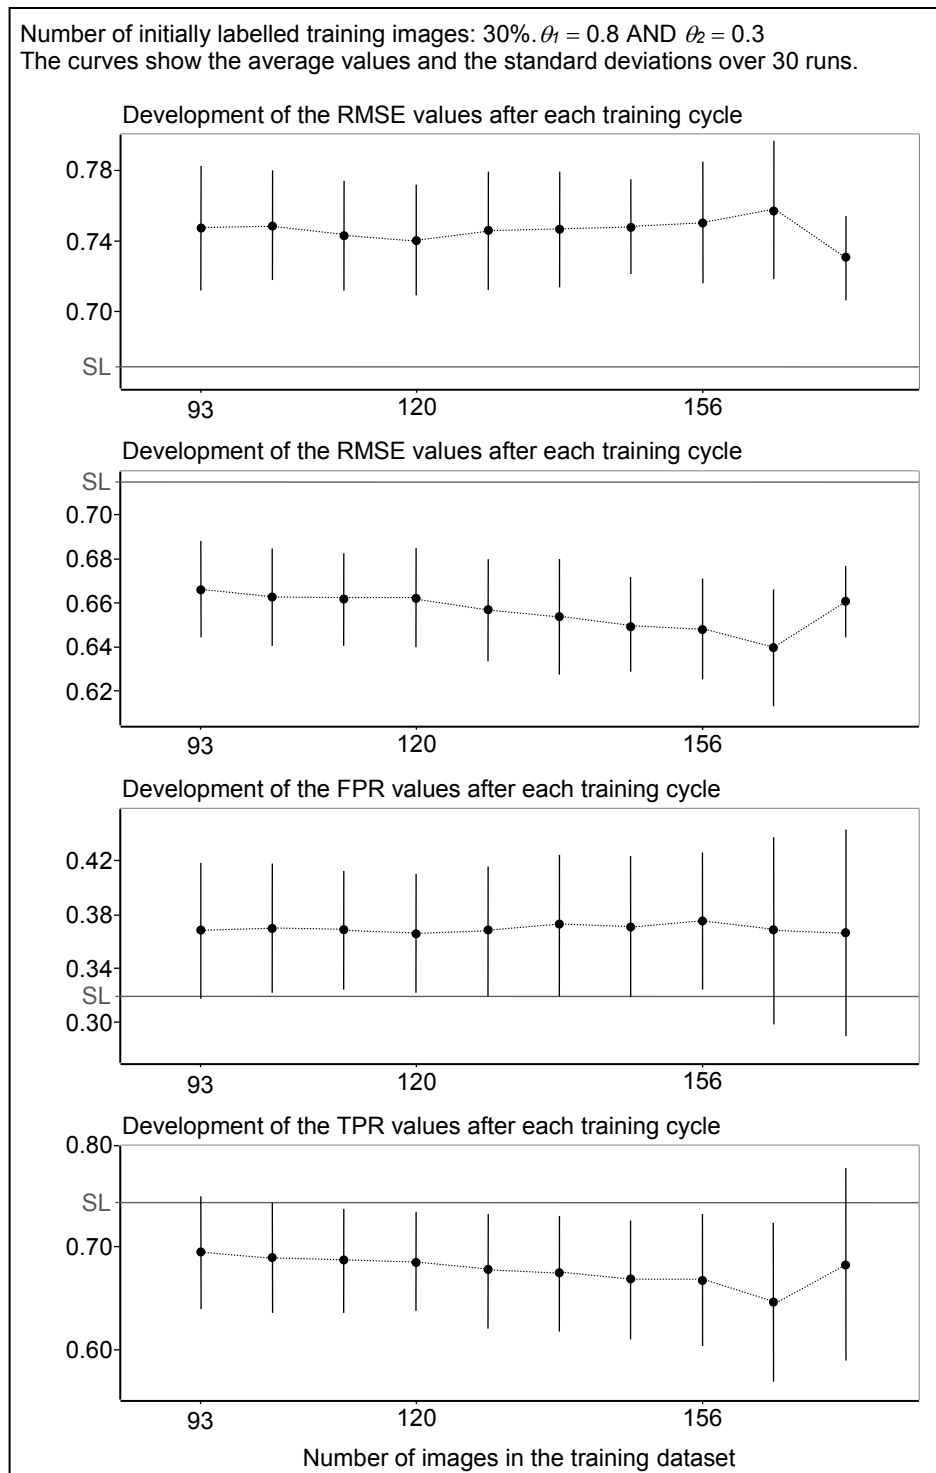 Number of initially labelled training images: 30%. θ1 = 0.8 AND θ2 = 0.3
The curves show the average values and the standard deviations over 30 runs.
Development of the RMSE values after each training cycle
0.78
0.74
0.70
SL
93 120 156
Development of the RMSE values after each training cycle
SL
0.70
0.68
0.66
0.64
0.62
93 120 156
Development of the FPR values after each training cycle
0.42
0.38
0.34
SL
0.30
93 120 156
Development of the TPR values after each training cycle
0.80
SL
0.70
0.60
93 120 156
Number of images in the training dataset